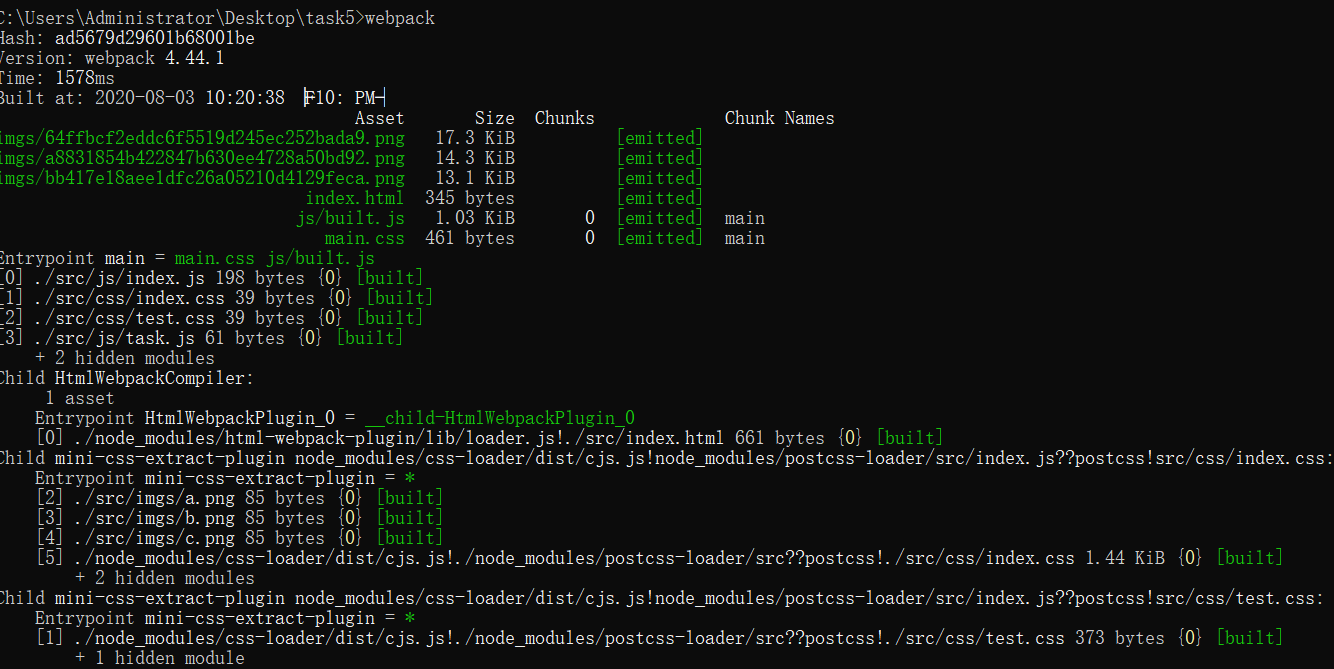 C:\Users\Administrator\Desktop\task5>webpack
Hash: ad5679d29601b68001be
Version: webpack 4.44.1
Time: 1578ms
Built at: 2020-08-03 10:20:38 ├F10: PM┤
Asset Size Chunks Chunk Names
imgs/64ffbcf2eddc6f5519d245ec252bada9.png 17.3 KiB [emitted]
imgs/a8831854b422847b630ee4728a50bd92.png 14.3 KiB [emitted]
imgs/bb417e18aee1dfc26a05210d4129feca.png 13.1 KiB [emitted]
index.html 345 bytes [emitted]
js/built.js 1.03 KiB 0 [emitted] main
main.css 461 bytes 0 [emitted] main
Entrypoint main = main.css js/built.js
[0] ./src/js/index.js 198 bytes {0} [built]
[1] ./src/css/index.css 39 bytes {0} [built]
[2] ./src/css/test.css 39 bytes {0} [built]
[3] ./src/js/task.js 61 bytes {0} [built]
+ 2 hidden modules
Child HtmlWebpackCompiler:
1 asset
Entrypoint HtmlWebpackPlugin_0 = __child-HtmlWebpackPlugin_0
[0] ./node_modules/html-webpack-plugin/lib/loader.js!./src/index.html 661 bytes {0} [built]
Child mini-css-extract-plugin node_modules/css-loader/dist/cjs.js!node_modules/postcss-loader/src/index.js??postcss!src/css/index.css:
Entrypoint mini-css-extract-plugin = *
[2] ./src/imgs/a.png 85 bytes {0} [built]
[3] ./src/imgs/b.png 85 bytes {0} [built]
[4] ./src/imgs/c.png 85 bytes {0} [built]
[5] ./node_modules/css-loader/dist/cjs.js!./node_modules/postcss-loader/src??postcss!./src/css/index.css 1.44 KiB {0} [built]
+ 2 hidden modules
Child mini-css-extract-plugin node_modules/css-loader/dist/cjs.js!node_modules/postcss-loader/src/index.js??postcss!src/css/test.css:
Entrypoint mini-css-extract-plugin = *
[1] ./node_modules/css-loader/dist/cjs.js!./node_modules/postcss-loader/src??postcss!./src/css/test.css 373 bytes {0} [built]
+ 1 hidden module